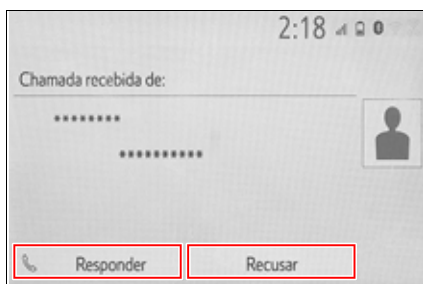 2:18
Chamada recebida de:
********
**********
Responder
Recusar